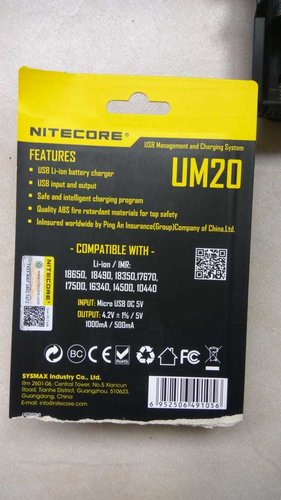 NITECORE®
USB Management and Charging System
FEATURES
UM20
USB Li-ion battery charger
USB input and output
Safe and intelligent charging program
Quality ABS fire retardant materials for top safety
Ininsured worldwide by Ping An Insurance(Group)Company of China,Ltd.
- COMPATIBLE WITH -
Li-ion / IMR:
18650, 18490, 18350,17670,
17500, 16340, 14500, 10440
INPUT: Micro USB DC 5V
OUTPUT: 4.2V ± 1% / 5V
1000mA / 500mA
NITECORE
BC
CE
SYSMAX Industry Co., Ltd.
Rm 2601-06, Central Tower, No.5 Xiancun
Road, Tianhe District, Guangzhou, 510623,
Guangdong, China
E-mail: info@nitecore.com
6 952506 491056